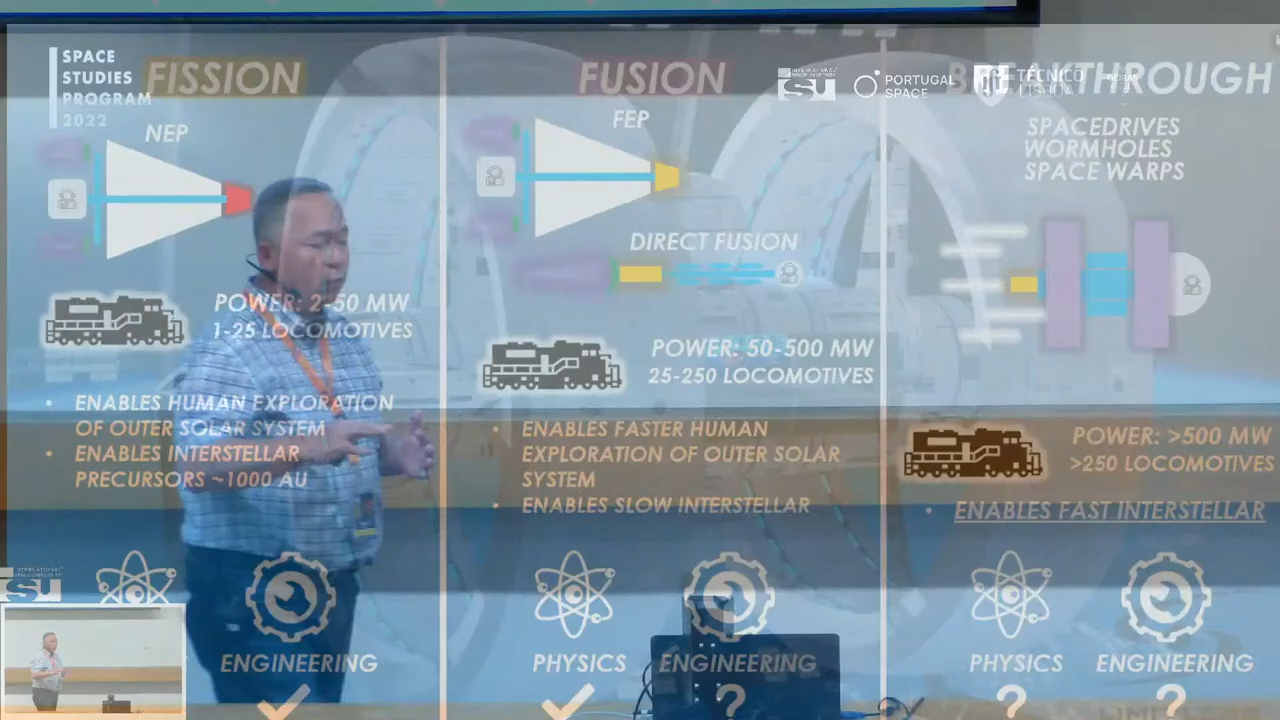 SPACE
STUDIES
PROGRAM
2022
FISSION
NEP
POWER: 2-50 MW
1-25 LOCOMOTIVES
• ENABLES HUMAN EXPLORATION
OF OUTER SOLAR SYSTEM
• ENABLES INTERSTELLAR
PRECURSORS ~1000 AU
ENGINEERING
FUSION
FEP
DIRECT FUSION
POWER: 50-500 MW
25-250 LOCOMOTIVES
• ENABLES FASTER HUMAN
EXPLORATION OF OUTER SOLAR
SYSTEM
• ENABLES SLOW INTERSTELLAR
PHYSICS
ENGINEERING
?
ISU
PORTUGAL
SPACE
TÉCNICO
LISBOA
BREAKTHROUGH
SPACEDRIVES
WORMHOLES
SPACE WARPS
POWER: >500 MW
>250 LOCOMOTIVES
• ENABLES FAST INTERSTELLAR
PHYSICS
ENGINEERING
?
?